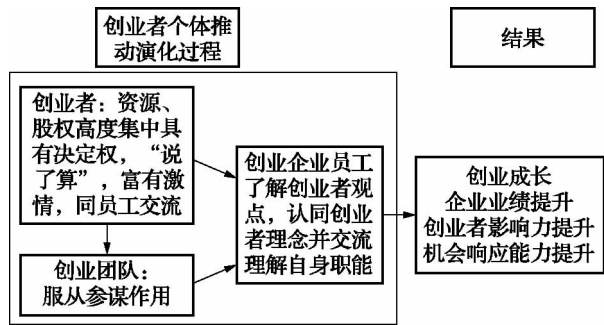 创业者个体推
动演化过程
结果
创业者：资源、
股权高度集中具
有决定权，“说
了算”，富有激
情，同员工交流
创业团队：
服从参谋作用
创业企业员工
了解创业者观
点，认同创业
者理念并交流
理解自身职能
创业成长
企业业绩提升
创业者影响力提升
机会响应能力提升